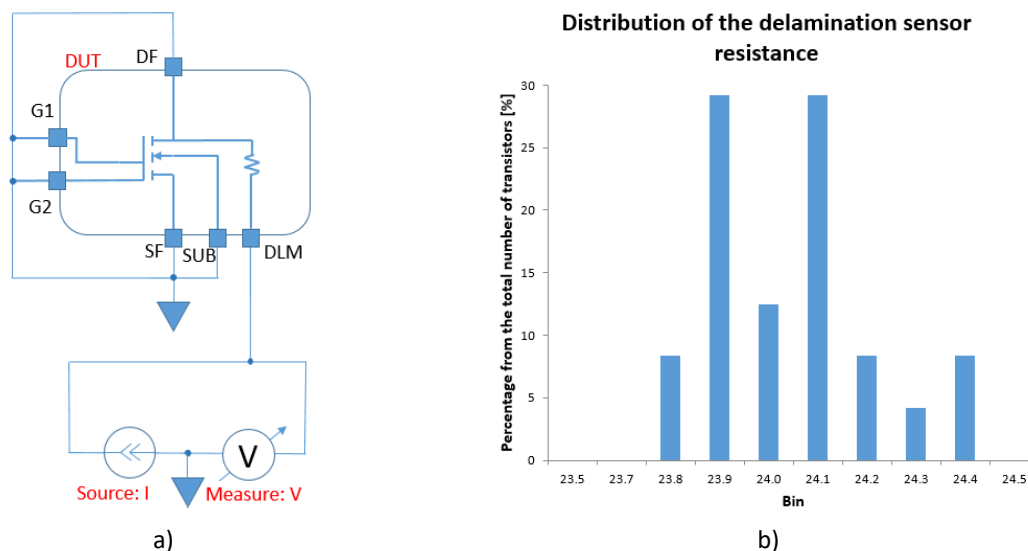 DUT
DF
G1
G2
SF
SUB
DLM
V
Source: I
Measure: V
a)
Distribution of the delamination sensor
resistance
Percentage from the total number of transistors [%]
30
25
20
15
10
5
0
23.5 23.7 23.8 23.9 24.0 24.1 24.2 24.3 24.4 24.5
Bin
b)